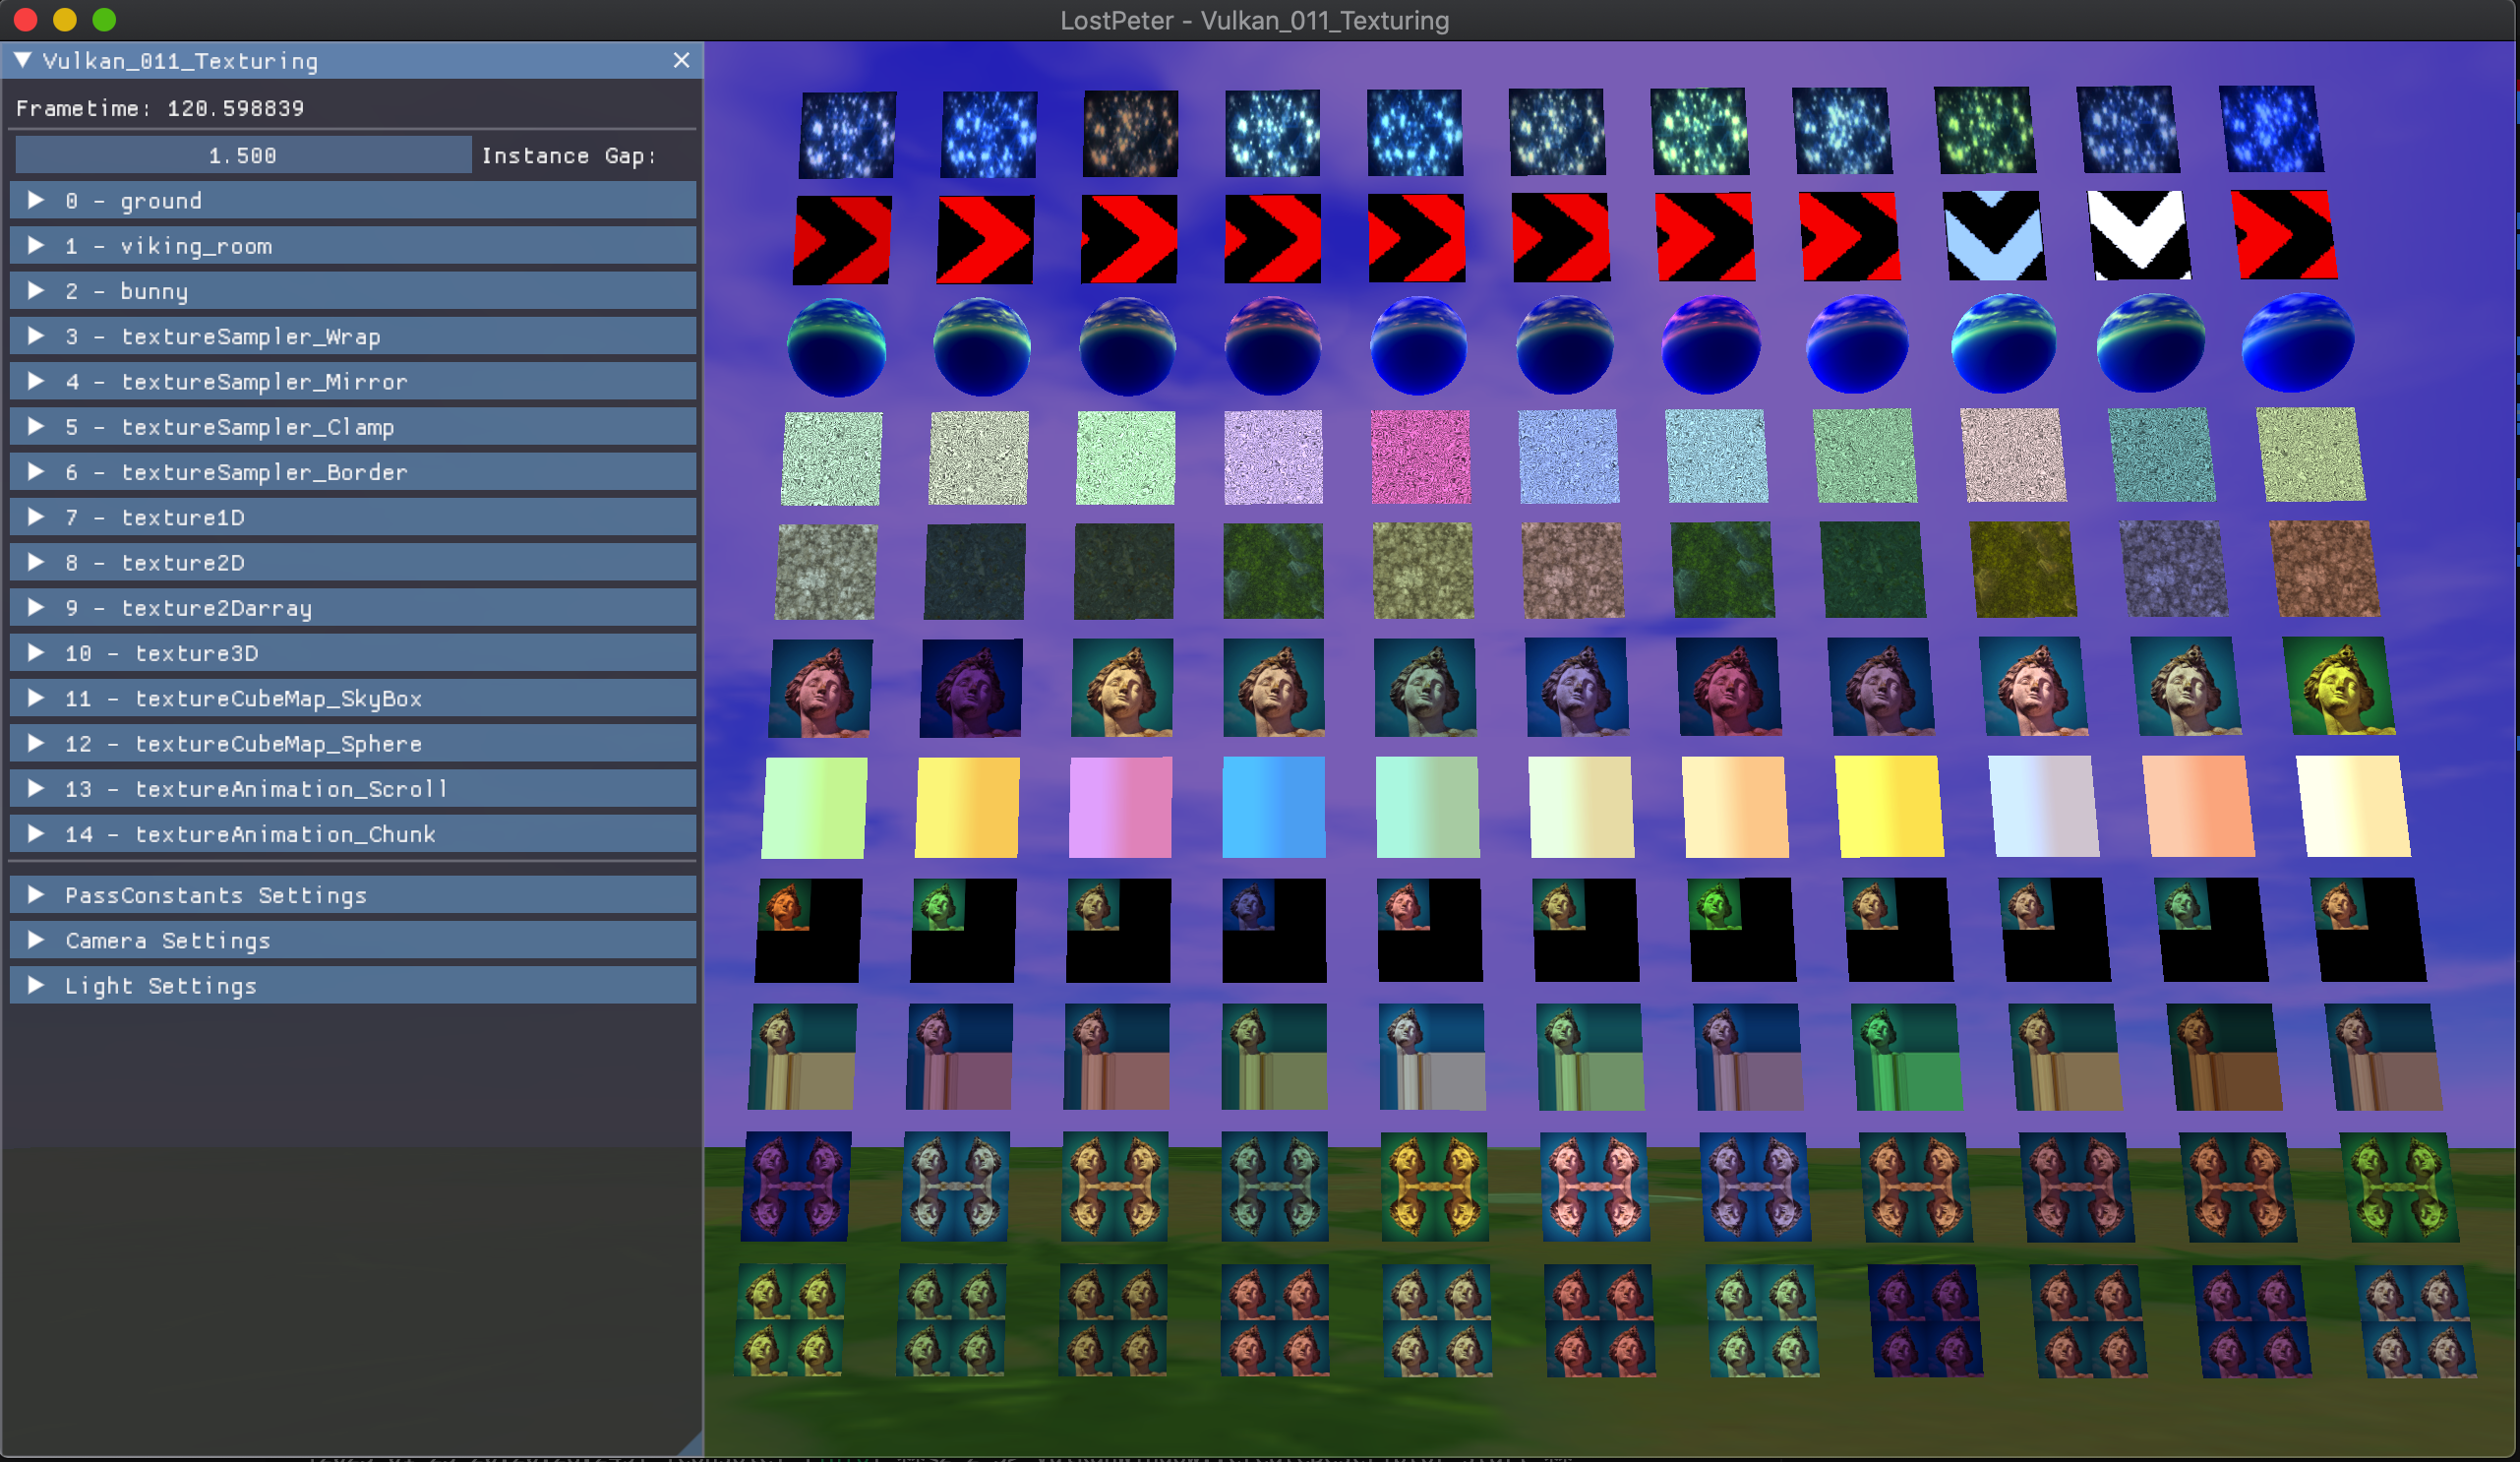 LostPeter - Vulkan_011_Texturing
Vulkan_011_Texturing
Frametime: 120.598839
1.500 Instance Gap:
0 - ground
1 - viking_room
2 - bunny
3 - textureSampler_Wrap
4 - textureSampler_Mirror
5 - textureSampler_Clamp
6 - textureSampler_Border
7 - texture1D
8 - texture2D
9 - texture2Darray
10 - texture3D
11 - textureCubeMap_SkyBox
12 - textureCubeMap_Sphere
13 - textureAnimation_Scroll
14 - textureAnimation_Chunk
PassConstants Settings
Camera Settings
Light Settings